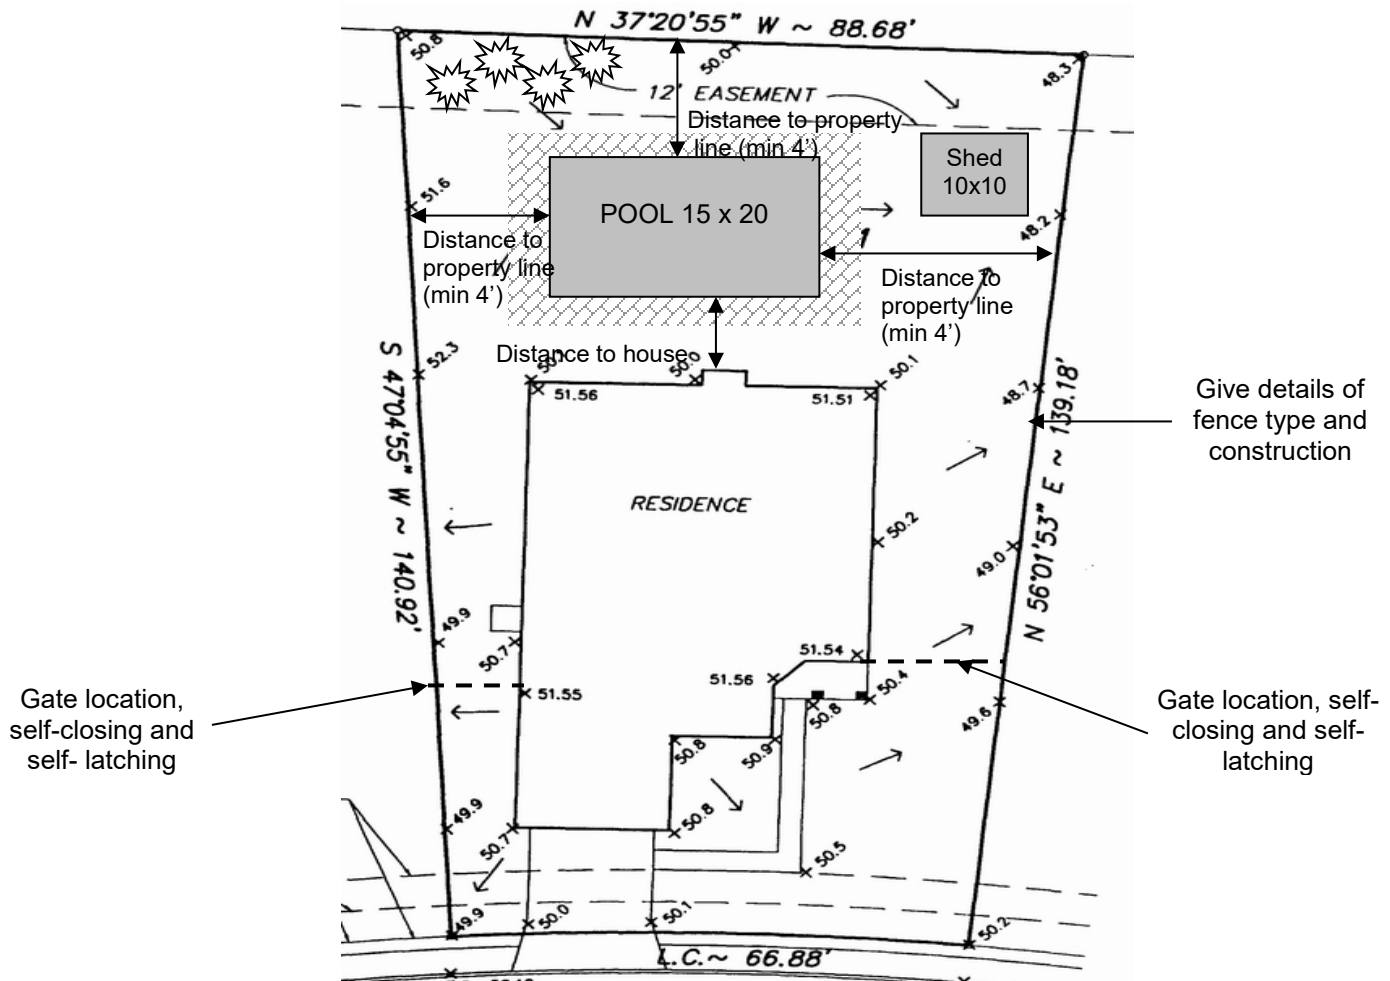 N 37°20'55" W ~ 88.68'
50.8
50.0
48.3
12' EASEMENT
Distance to property
line (min 4')
Shed
10x10
51.6
POOL 15 x 20
48.2
Distance to
property line
(min 4')
Distance to
property line
(min 4')
Distance to house
52.3
50.0
50.1
51.56
51.51
48.7
S 47°04'55" W ~ 140.92'
N 56°01'53" E ~ 139.18'
Give details of
fence type and
construction
RESIDENCE
50.2
49.0
49.9
50.7
51.54
51.56
50.4
51.55
49.6
50.8
Gate location,
self-closing and
self- latching
Gate location, self-
closing and self-
latching
50.8
50.9
49.9
50.7
50.8
50.5
49.9
50.0
50.1
50.2
L.C.~ 66.88'